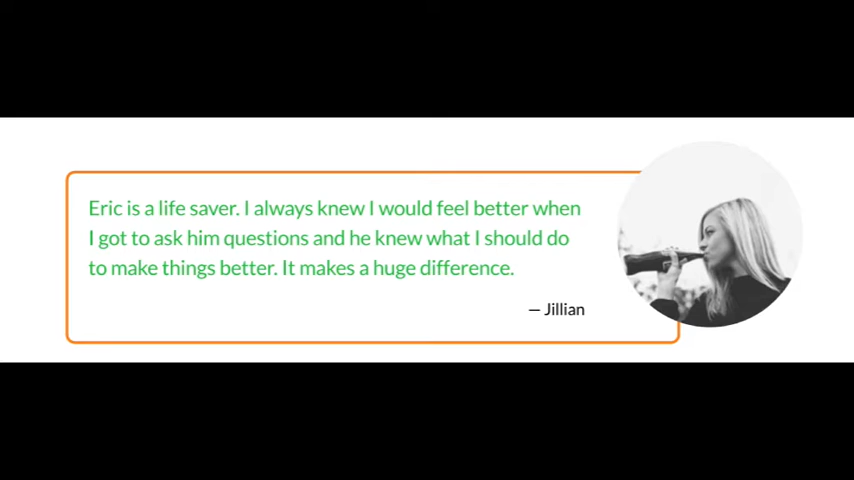 Eric is a life saver. I always knew I would feel better when
I got to ask him questions and he knew what I should do
to make things better. It makes a huge difference.
— Jillian